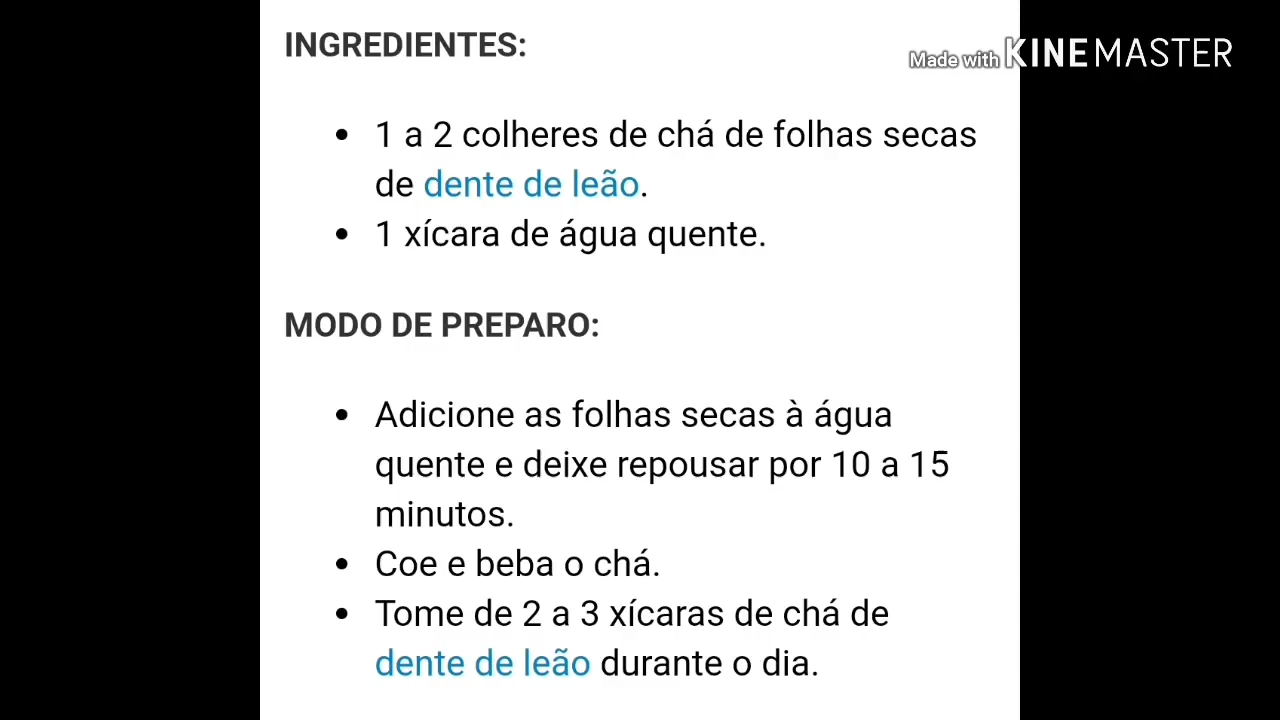 INGREDIENTES:
Made with KINEMASTER
• 1 a 2 colheres de chá de folhas secas
de dente de leão.
• 1 xícara de água quente.
MODO DE PREPARO:
• Adicione as folhas secas à água
quente e deixe repousar por 10 a 15
minutos.
• Coe e beba o chá.
• Tome de 2 a 3 xícaras de chá de
dente de leão durante o dia.